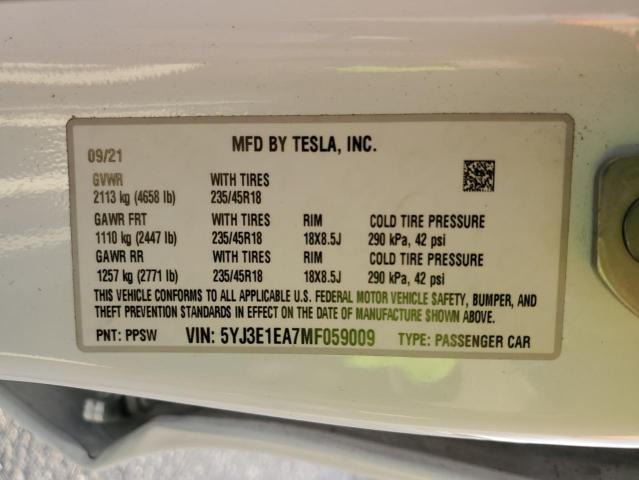 MFD BY TESLA, INC.
09/21
GVWR WITH TIRES
2113 kg (4658 lb) 235/45R18
GAWR FRT WITH TIRES RIM COLD TIRE PRESSURE
1110 kg (2447 lb) 235/45R18 18X8.5J 290 kPa, 42 psi
GAWR RR WITH TIRES RIM COLD TIRE PRESSURE
1257 kg (2771 lb) 235/45R18 18X8.5J 290 kPa, 42 psi
THIS VEHICLE CONFORMS TO ALL APPLICABLE U.S. FEDERAL MOTOR VEHICLE SAFETY, BUMPER, AND
THEFT PREVENTION STANDARDS IN EFFECT ON THE DATE OF MANUFACTURE SHOWN ABOVE.
PNT: PPSW VIN: 5YJ3E1EA7MF059009 TYPE: PASSENGER CAR